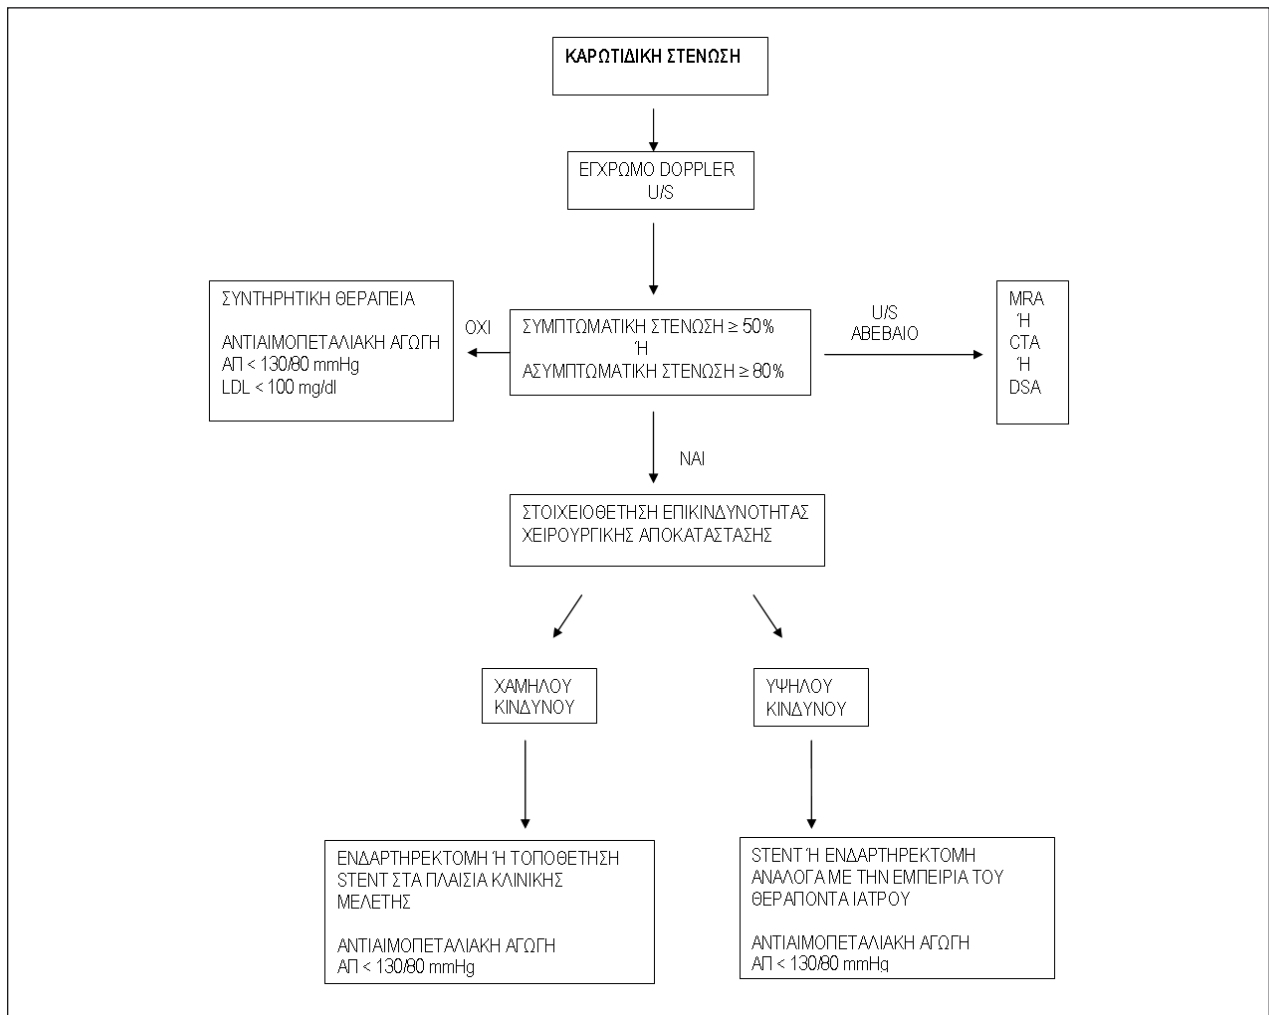 ΚΑΡΩΤΙΔΙΚΗ ΣΤΕΝΩΣΗ
ΕΓΧΡΩΜΟ DOPPLER
U/S
ΣΥΝΤΗΡΗΤΙΚΗ ΘΕΡΑΠΕΙΑ
ΑΝΤΙΑΙΜΟΠΕΤΑΛΙΑΚΗ ΑΓΩΓΗ
ΑΠ < 130/80 mmHg
LDL < 100 mg/dl
ΟΧΙ
ΣΥΜΠΤΩΜΑΤΙΚΗ ΣΤΕΝΩΣΗ ≥ 50%
Ή
ΑΣΥΜΠΤΩΜΑΤΙΚΗ ΣΤΕΝΩΣΗ ≥ 80%
U/S
ΑΒΕΒΑΙΟ
MRA
Ή
CTA
Ή
DSA
ΝΑΙ
ΣΤΟΙΧΕΙΟΘΕΤΗΣΗ ΕΠΙΚΙΝΔΥΝΟΤΗΤΑΣ
ΧΕΙΡΟΥΡΓΙΚΗΣ ΑΠΟΚΑΤΑΣΤΑΣΗΣ
ΧΑΜΗΛΟΥ
ΚΙΝΔΥΝΟΥ
ΥΨΗΛΟΥ
ΚΙΝΔΥΝΟΥ
ΕΝΔΑΡΤΗΡΕΚΤΟΜΗ Ή ΤΟΠΟΘΕΤΗΣΗ
STENT ΣΤΑ ΠΛΑΙΣΙΑ ΚΛΙΝΙΚΗΣ
ΜΕΛΕΤΗΣ
ΑΝΤΙΑΙΜΟΠΕΤΑΛΙΑΚΗ ΑΓΩΓΗ
ΑΠ < 130/80 mmHg
STENT Ή ΕΝΔΑΡΤΗΡΕΚΤΟΜΗ
ΑΝΑΛΟΓΑ ΜΕ ΤΗΝ ΕΜΠΕΙΡΙΑ ΤΟΥ
ΘΕΡΑΠΟΝΤΑ ΙΑΤΡΟΥ
ΑΝΤΙΑΙΜΟΠΕΤΑΛΙΑΚΗ ΑΓΩΓΗ
ΑΠ < 130/80 mmHg